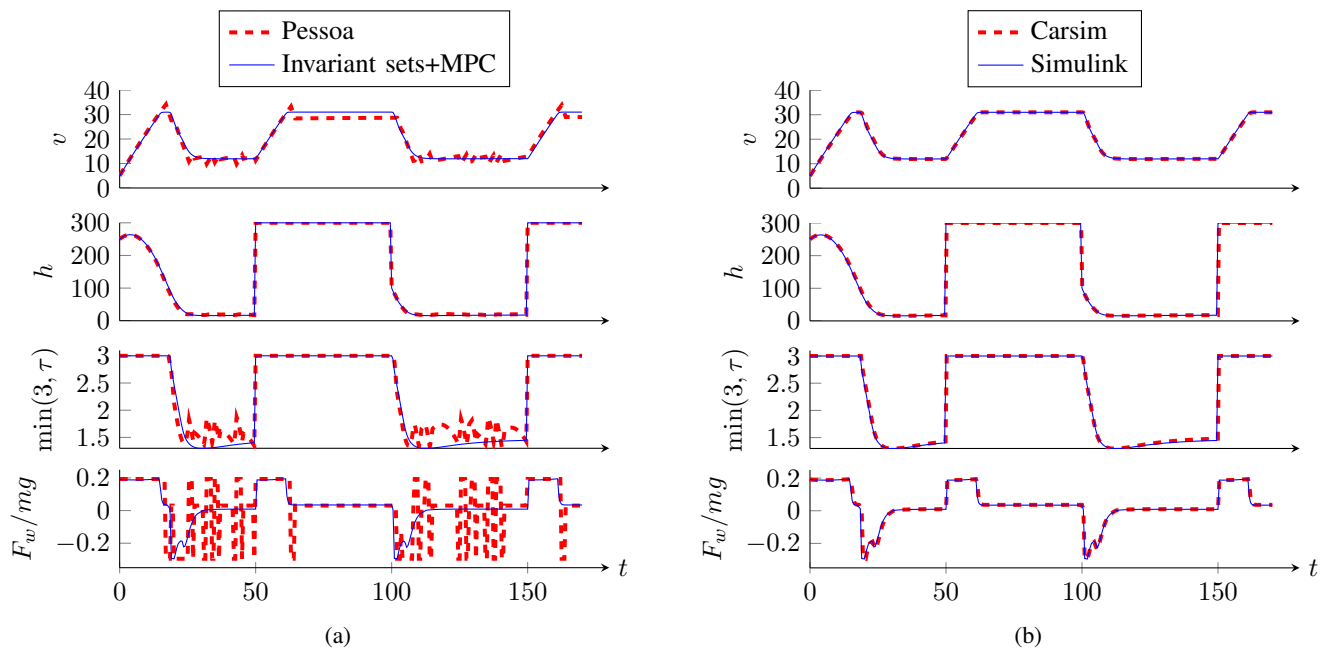 Pessoa
Invariant sets+MPC
40
30
20
10
0
v
300
200
100
0
h
3
2.5
2
1.5
min(3, τ)
0.2
0
−0.2
F_w/mg
0
50
100
150
t
(a)
Carsim
Simulink
40
30
20
10
0
v
300
200
100
0
h
3
2.5
2
1.5
min(3, τ)
0.2
0
−0.2
F_w/mg
0
50
100
150
t
(b)